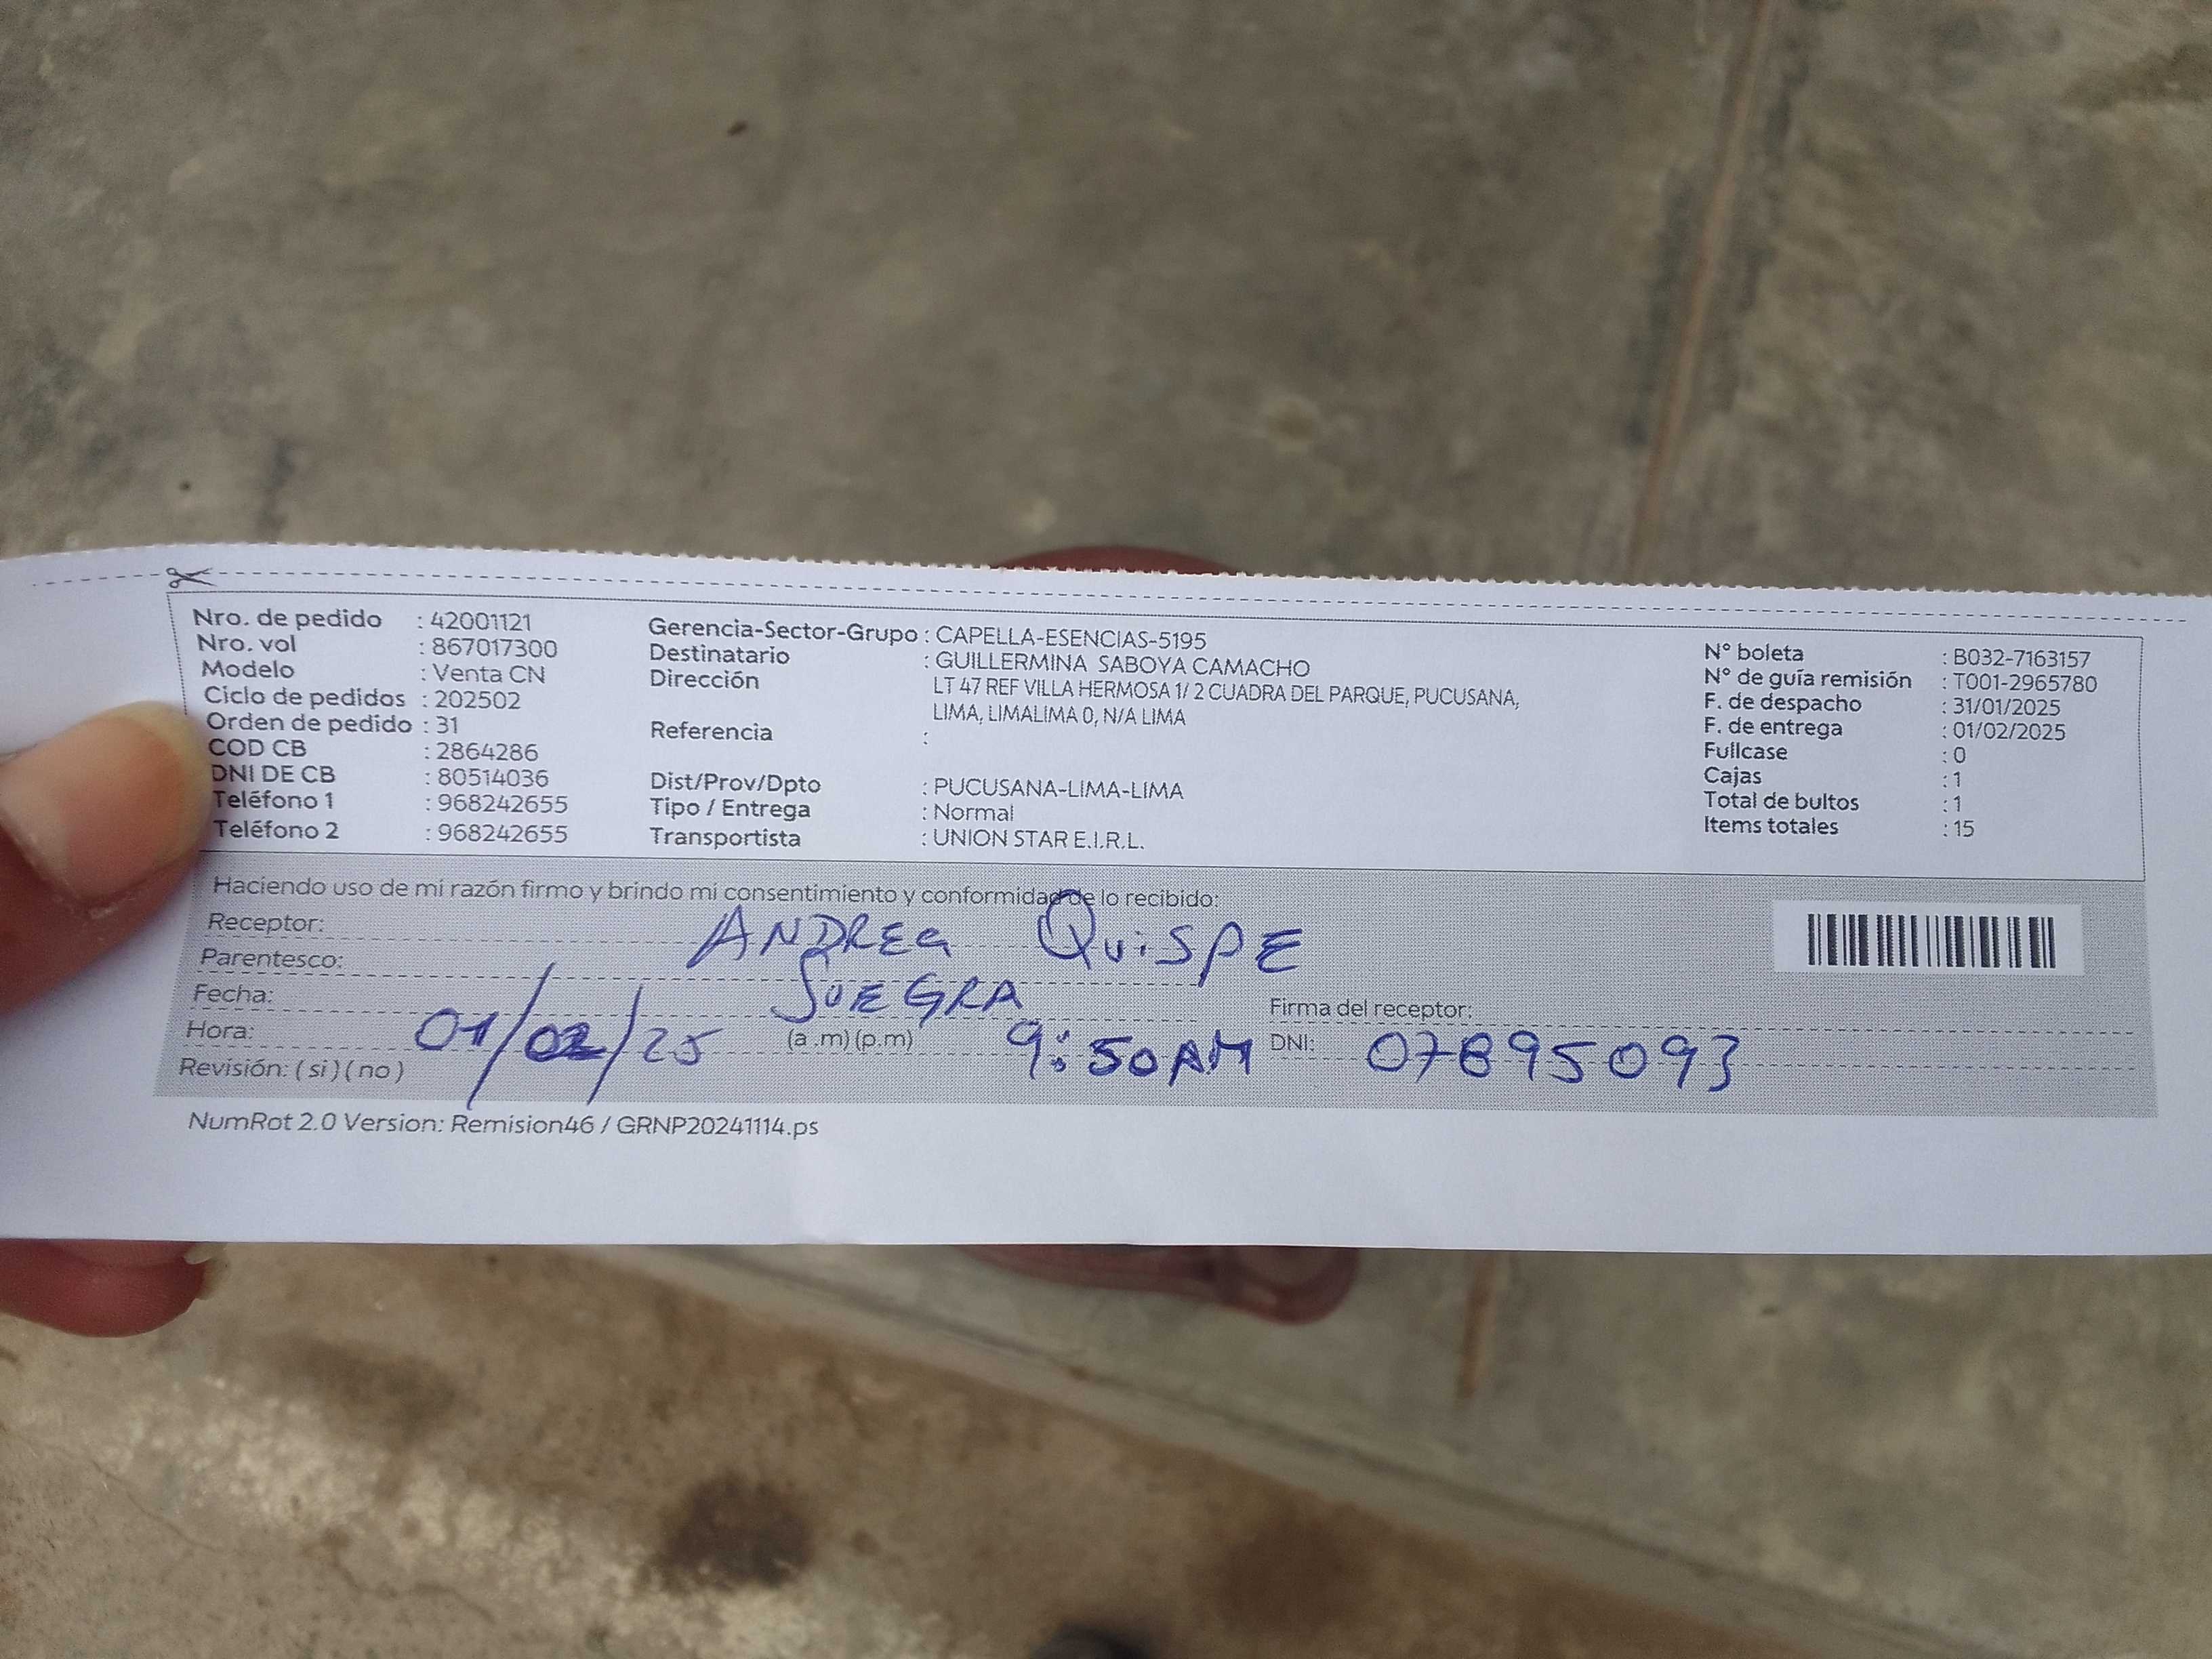 Nro. de pedido : 42001121
Nro. vol : 867017300
Modelo : Venta CN
Ciclo de pedidos : 202502
Orden de pedido : 31
COD CB : 2864286
DNI DE CB : 80514036
Teléfono 1 : 968242655
Teléfono 2 : 968242655
Gerencia-Sector-Grupo : CAPELLA-ESENCIAS-5195
Destinatario : GUILLERMINA SABOYA CAMACHO
Dirección LT 47 REF VILLA HERMOSA 1/ 2 CUADRA DEL PARQUE, PUCUSANA,
LIMA, LIMALIMA 0, N/A LIMA
Referencia :
Dist/Prov/Dpto : PUCUSANA-LIMA-LIMA
Tipo / Entrega : Normal
Transportista : UNION STAR E.I.R.L.
N° boleta : B032-7163157
N° de guía remisión : T001-2965780
F. de despacho : 31/01/2025
F. de entrega : 01/02/2025
Fullcase : 0
Cajas : 1
Total de bultos : 1
Items totales : 15
Haciendo uso de mi razón firmo y brindo mi consentimiento y conformidad de lo recibido:
Receptor: ANDREA QUISPE
Parentesco: SUEGRA
Fecha: 01/02/25
Hora: (a .m) (p.m) 9:50AM
Revisión: ( si ) ( no )
Firma del receptor:
DNI: 07895093
NumRot 2.0 Version: Remision46 / GRNP20241114.ps